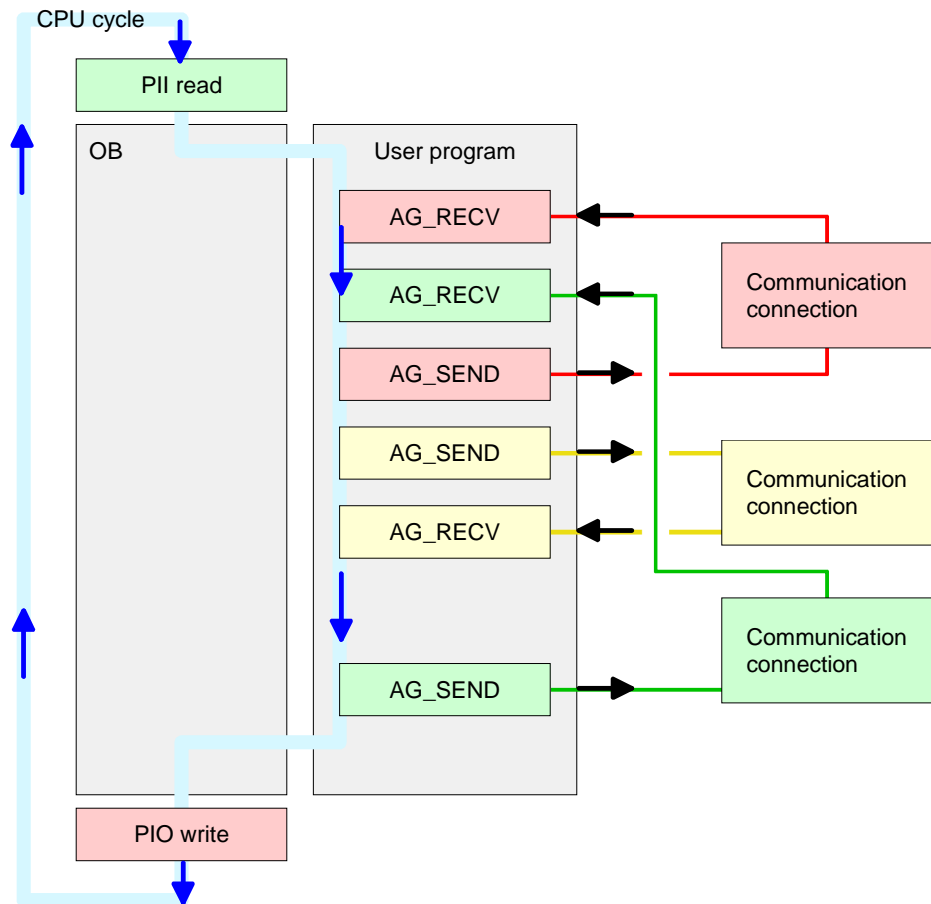 CPU cycle
PII read
OB
User program
AG_RECV
AG_RECV
AG_SEND
AG_SEND
AG_RECV
AG_SEND
Communication
connection
Communication
connection
Communication
connection
PIO write